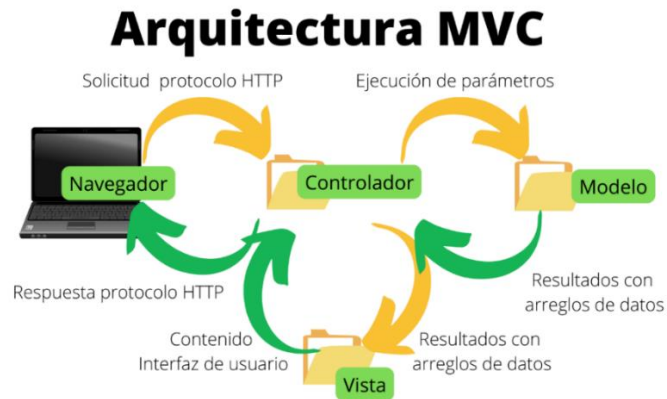 Arquitectura MVC
Solicitud protocolo HTTP
Ejecución de parámetros
Navegador
Controlador
Modelo
Respuesta protocolo HTTP
Resultados con
arreglos de datos
Contenido
Interfaz de usuario
Resultados con
arreglos de datos
Vista